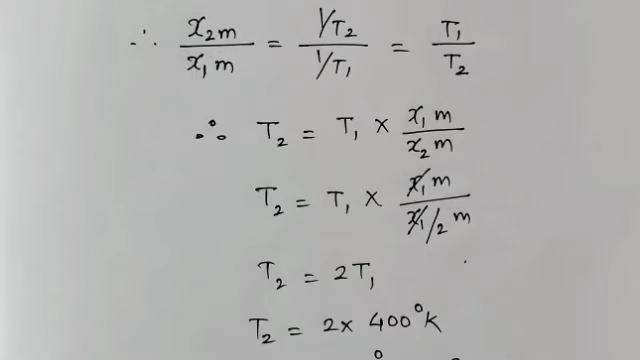 ∴ x₂m / x₁m = 1/T₂ / 1/T₁ = T₁ / T₂
∴ T₂ = T₁ × x₁m / x₂m
T₂ = T₁ × x₁m / x₁/2 m
T₂ = 2T₁
T₂ = 2× 400°K